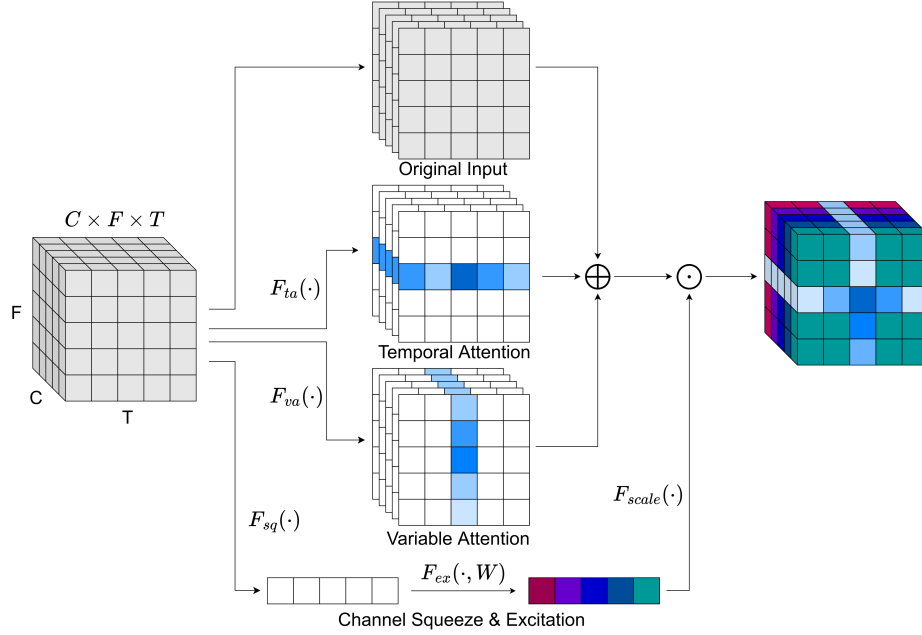 Original Input
C × F × T
F_{ta}(·)
F
Temporal Attention
C
T
F_{va}(·)
F_{scale}(·)
F_{sq}(·)
Variable Attention
F_{ex}(·, W)
Channel Squeeze & Excitation